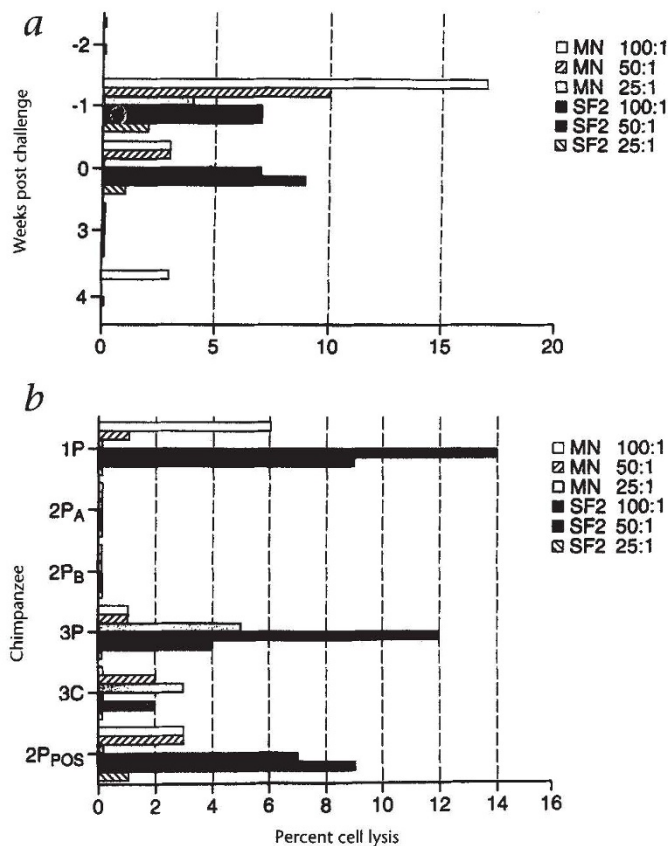 a
Weeks post challenge
-2
-1
0
3
4
0 5 10 15 20
MN 100:1
MN 50:1
MN 25:1
SF2 100:1
SF2 50:1
SF2 25:1
b
Chimpanzee
1P
2PA
2PB
3P
3C
2PPOS
0 2 4 6 8 10 12 14 16
Percent cell lysis
MN 100:1
MN 50:1
MN 25:1
SF2 100:1
SF2 50:1
SF2 25:1